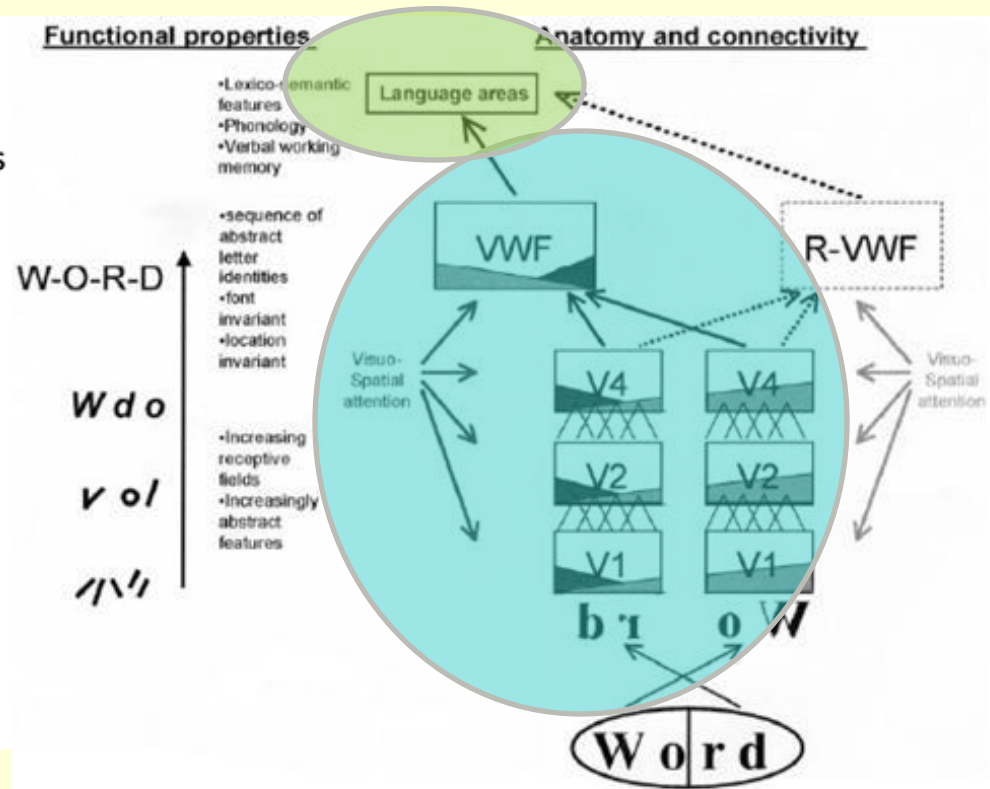 Functional properties
Anatomy and connectivity
•Lexico-semantic
features
•Phonology
•Verbal working
memory
Language areas
s
•sequence of
abstract
letter
identities
•font
invariant
•location
invariant
VWF
R-VWF
W-O-R-D
Visuo-
Spatial
attention
V4
V4
Visuo-
Spatial
attention
W d o
•Increasing
receptive
fields
•Increasingly
abstract
features
V2
V2
v o l
V1
V1
o W
W o r d